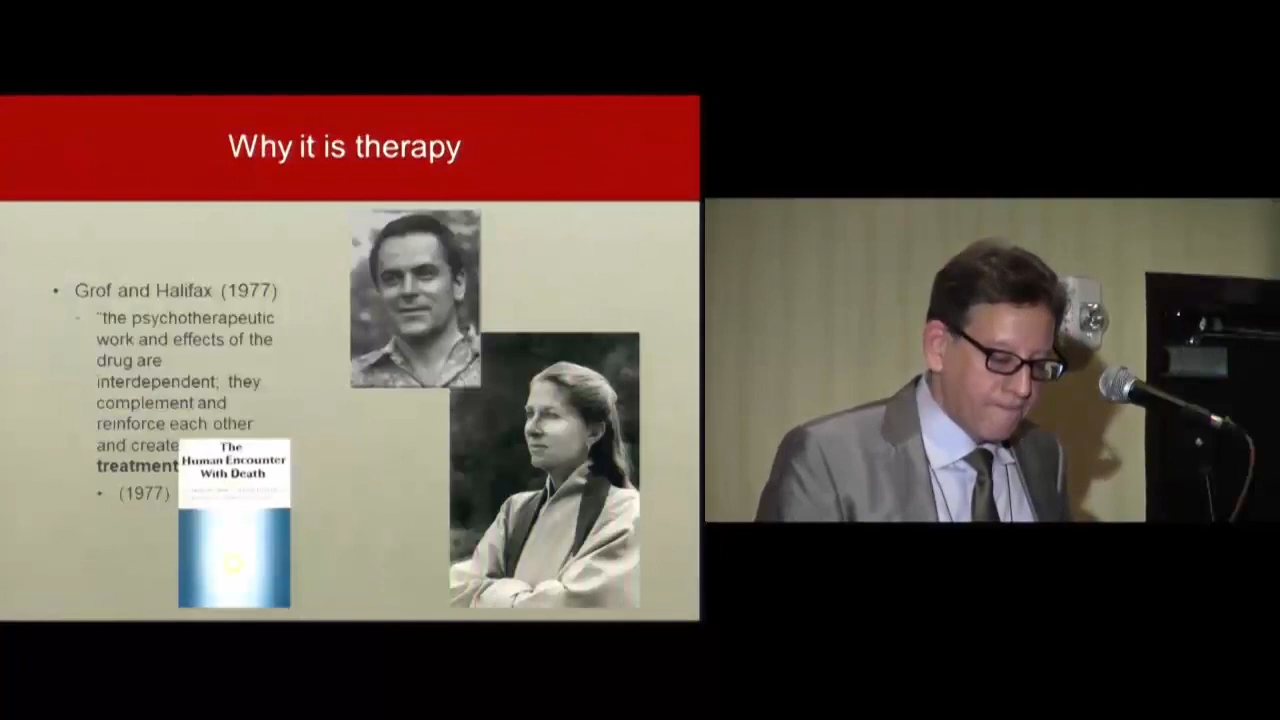 Why it is therapy
• Grof and Halifax (1977)
- "the psychotherapeutic
work and effects of the
drug are
interdependent; they
complement and
reinforce each other
and create
treatment
• (1977)
The
Human Encounter
With Death